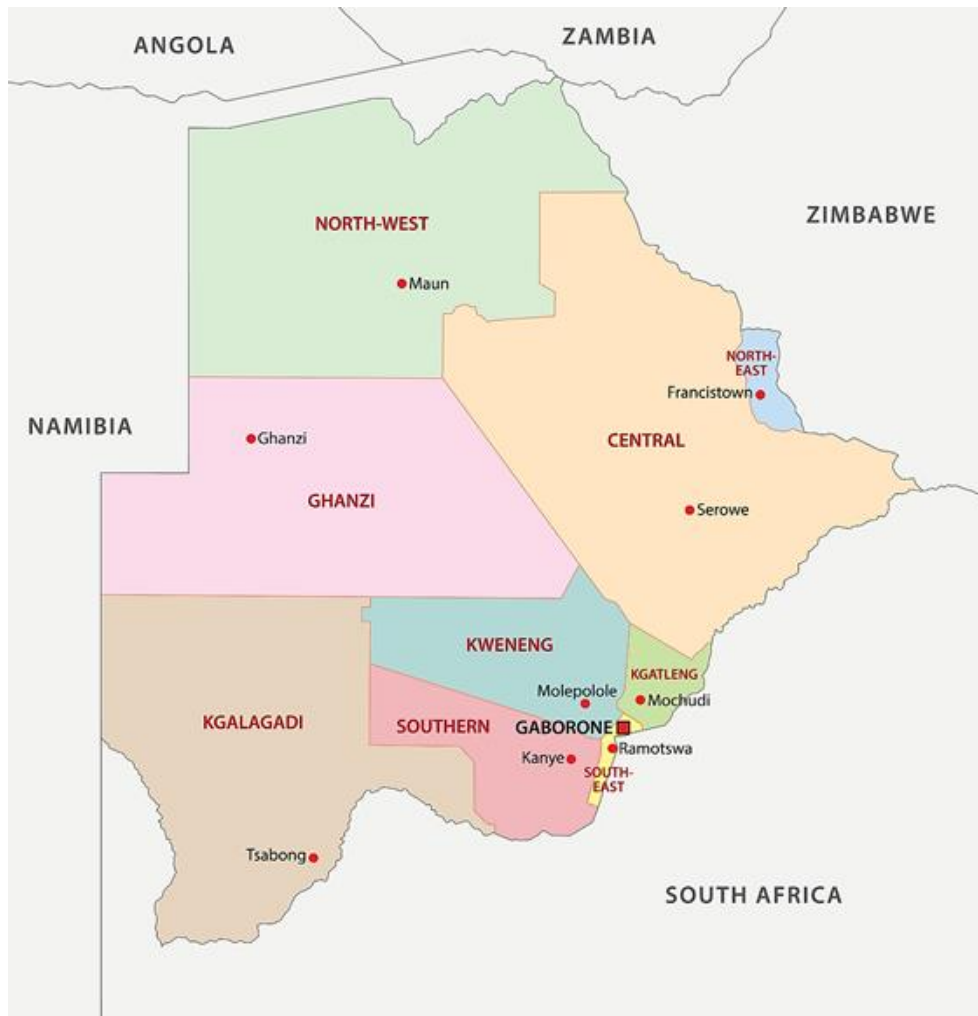 ANGOLA
ZAMBIA
ZIMBABWE
NORTH-WEST
Maun
NORTH-
EAST
Francistown
NAMIBIA
Ghanzi
CENTRAL
GHANZI
Serowe
KWENENG
KGATLENG
Molepolole
Mochudi
KGALAGADI
SOUTHERN
GABORONE
Ramotswa
Kanye
SOUTH-
EAST
Tsabong
SOUTH AFRICA